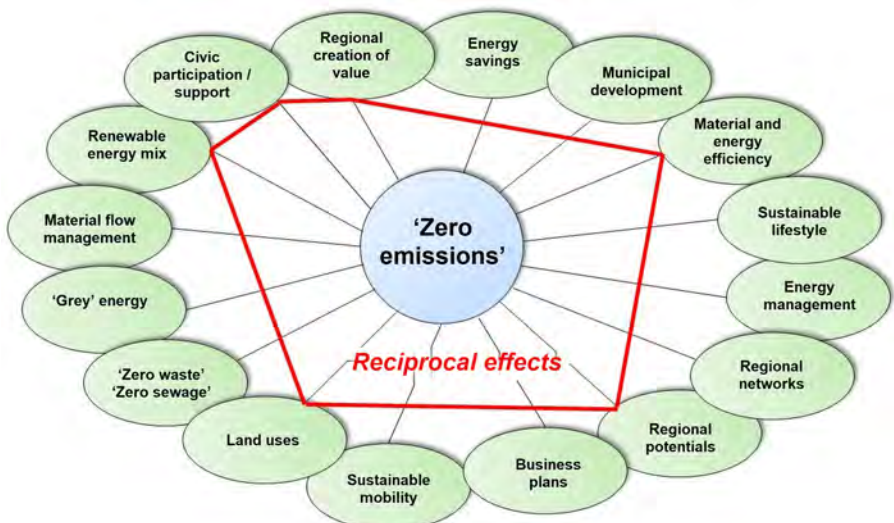 Regional
creation of
value
Energy
savings
Civic
participation /
support
Municipal
development
Renewable
energy mix
Material and
energy
efficiency
Material flow
management
'Zero
emissions'
Sustainable
lifestyle
'Grey' energy
Energy
management
Reciprocal effects
'Zero waste'
'Zero sewage'
Regional
networks
Land uses
Regional
potentials
Sustainable
mobility
Business
plans